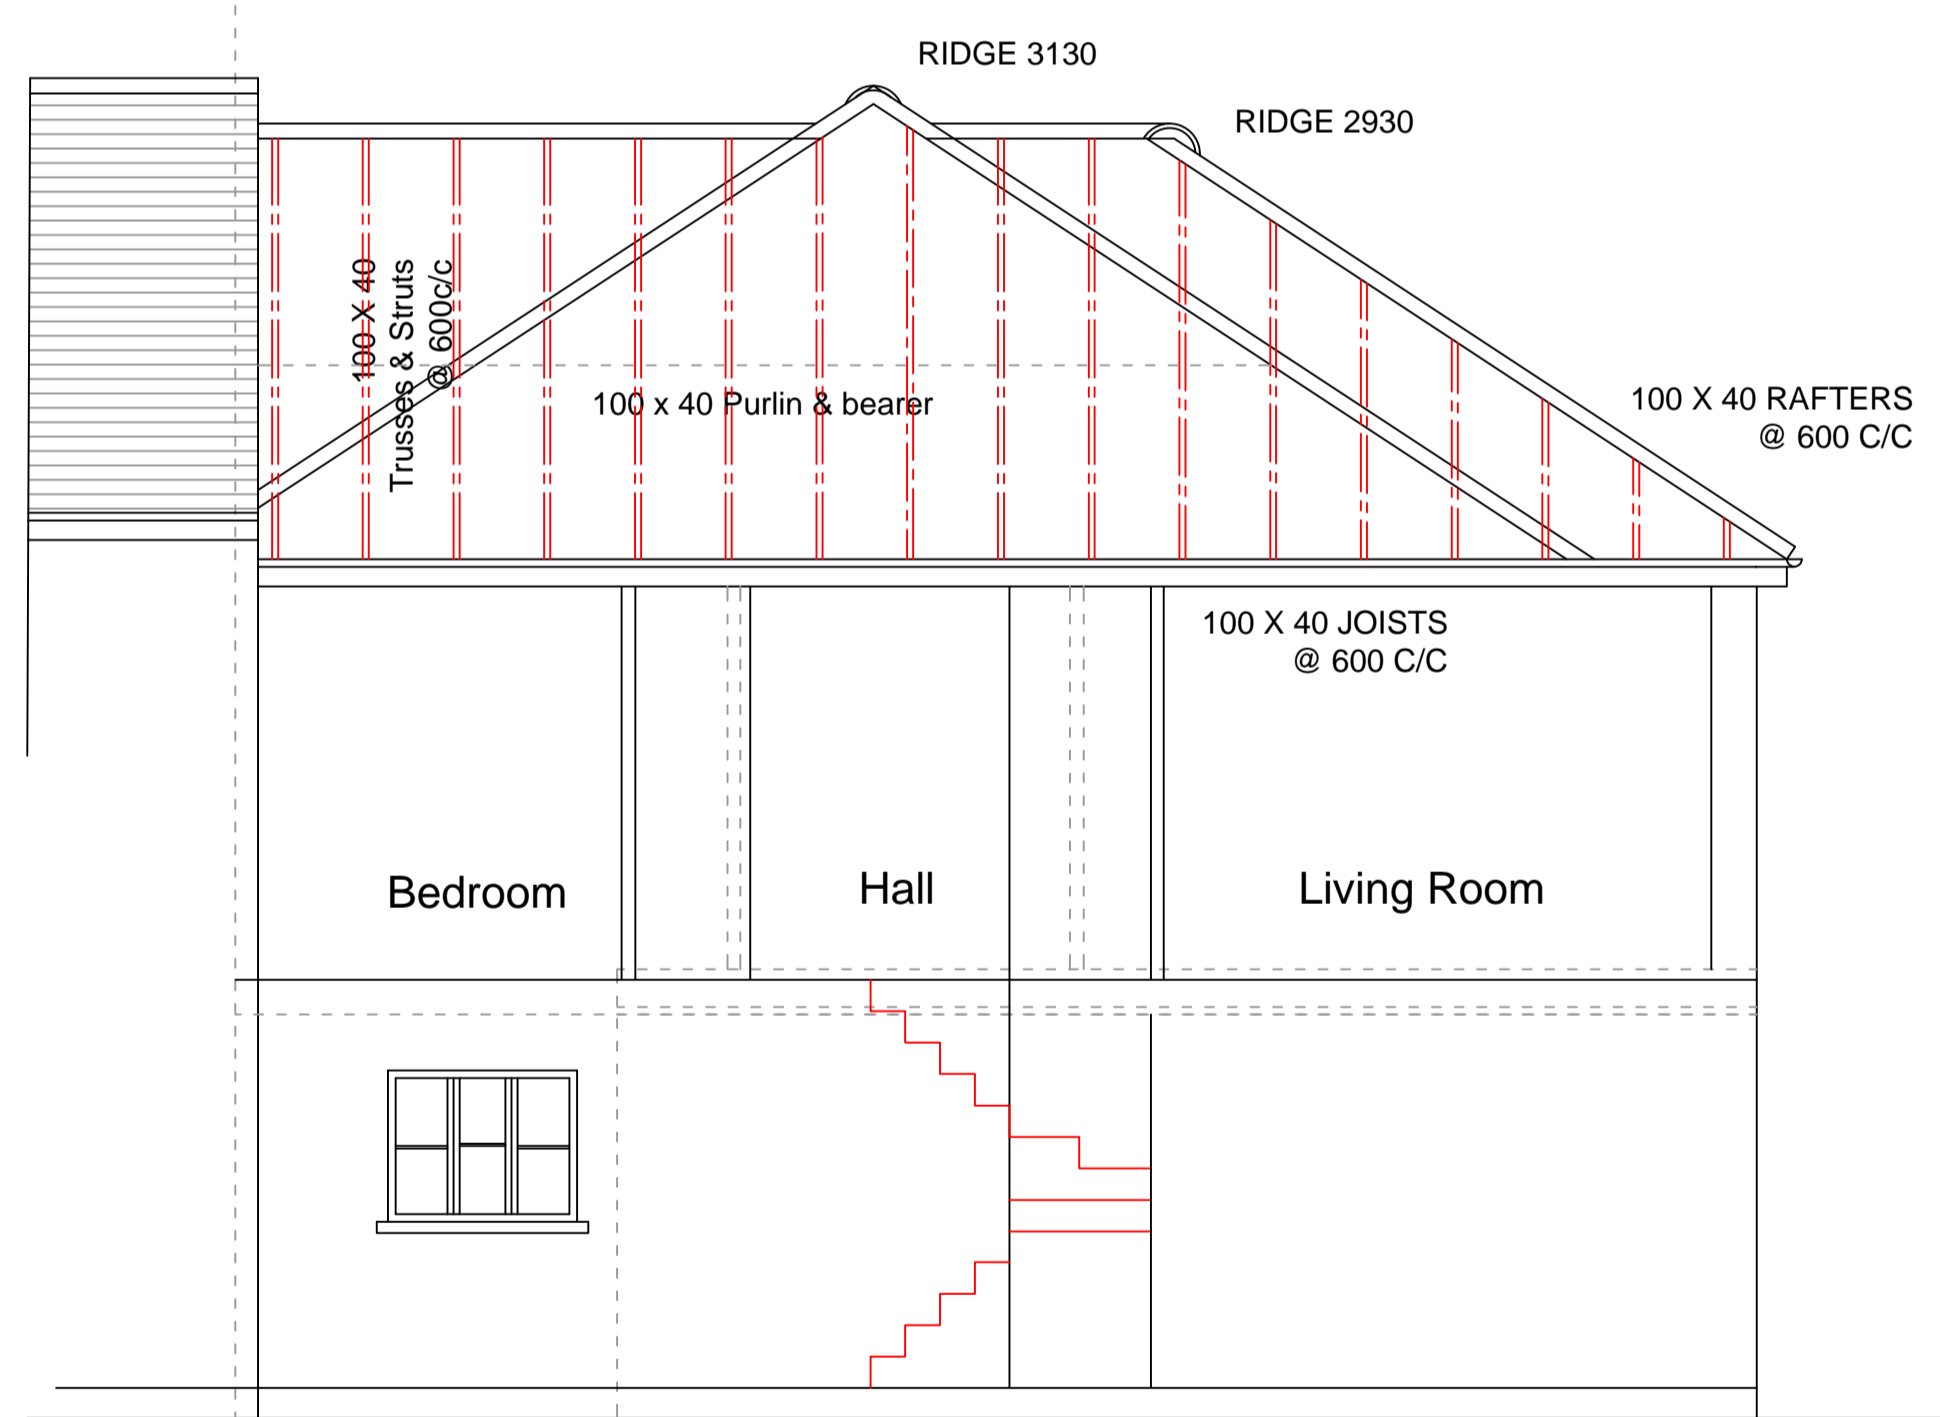 RIDGE 3130
RIDGE 2930
100 X 40
Trusses & Struts
@ 600c/c
100 x 40 Purlin & bearer
100 X 40 RAFTERS
@ 600 C/C
100 X 40 JOISTS
@ 600 C/C
Bedroom
Hall
Living Room